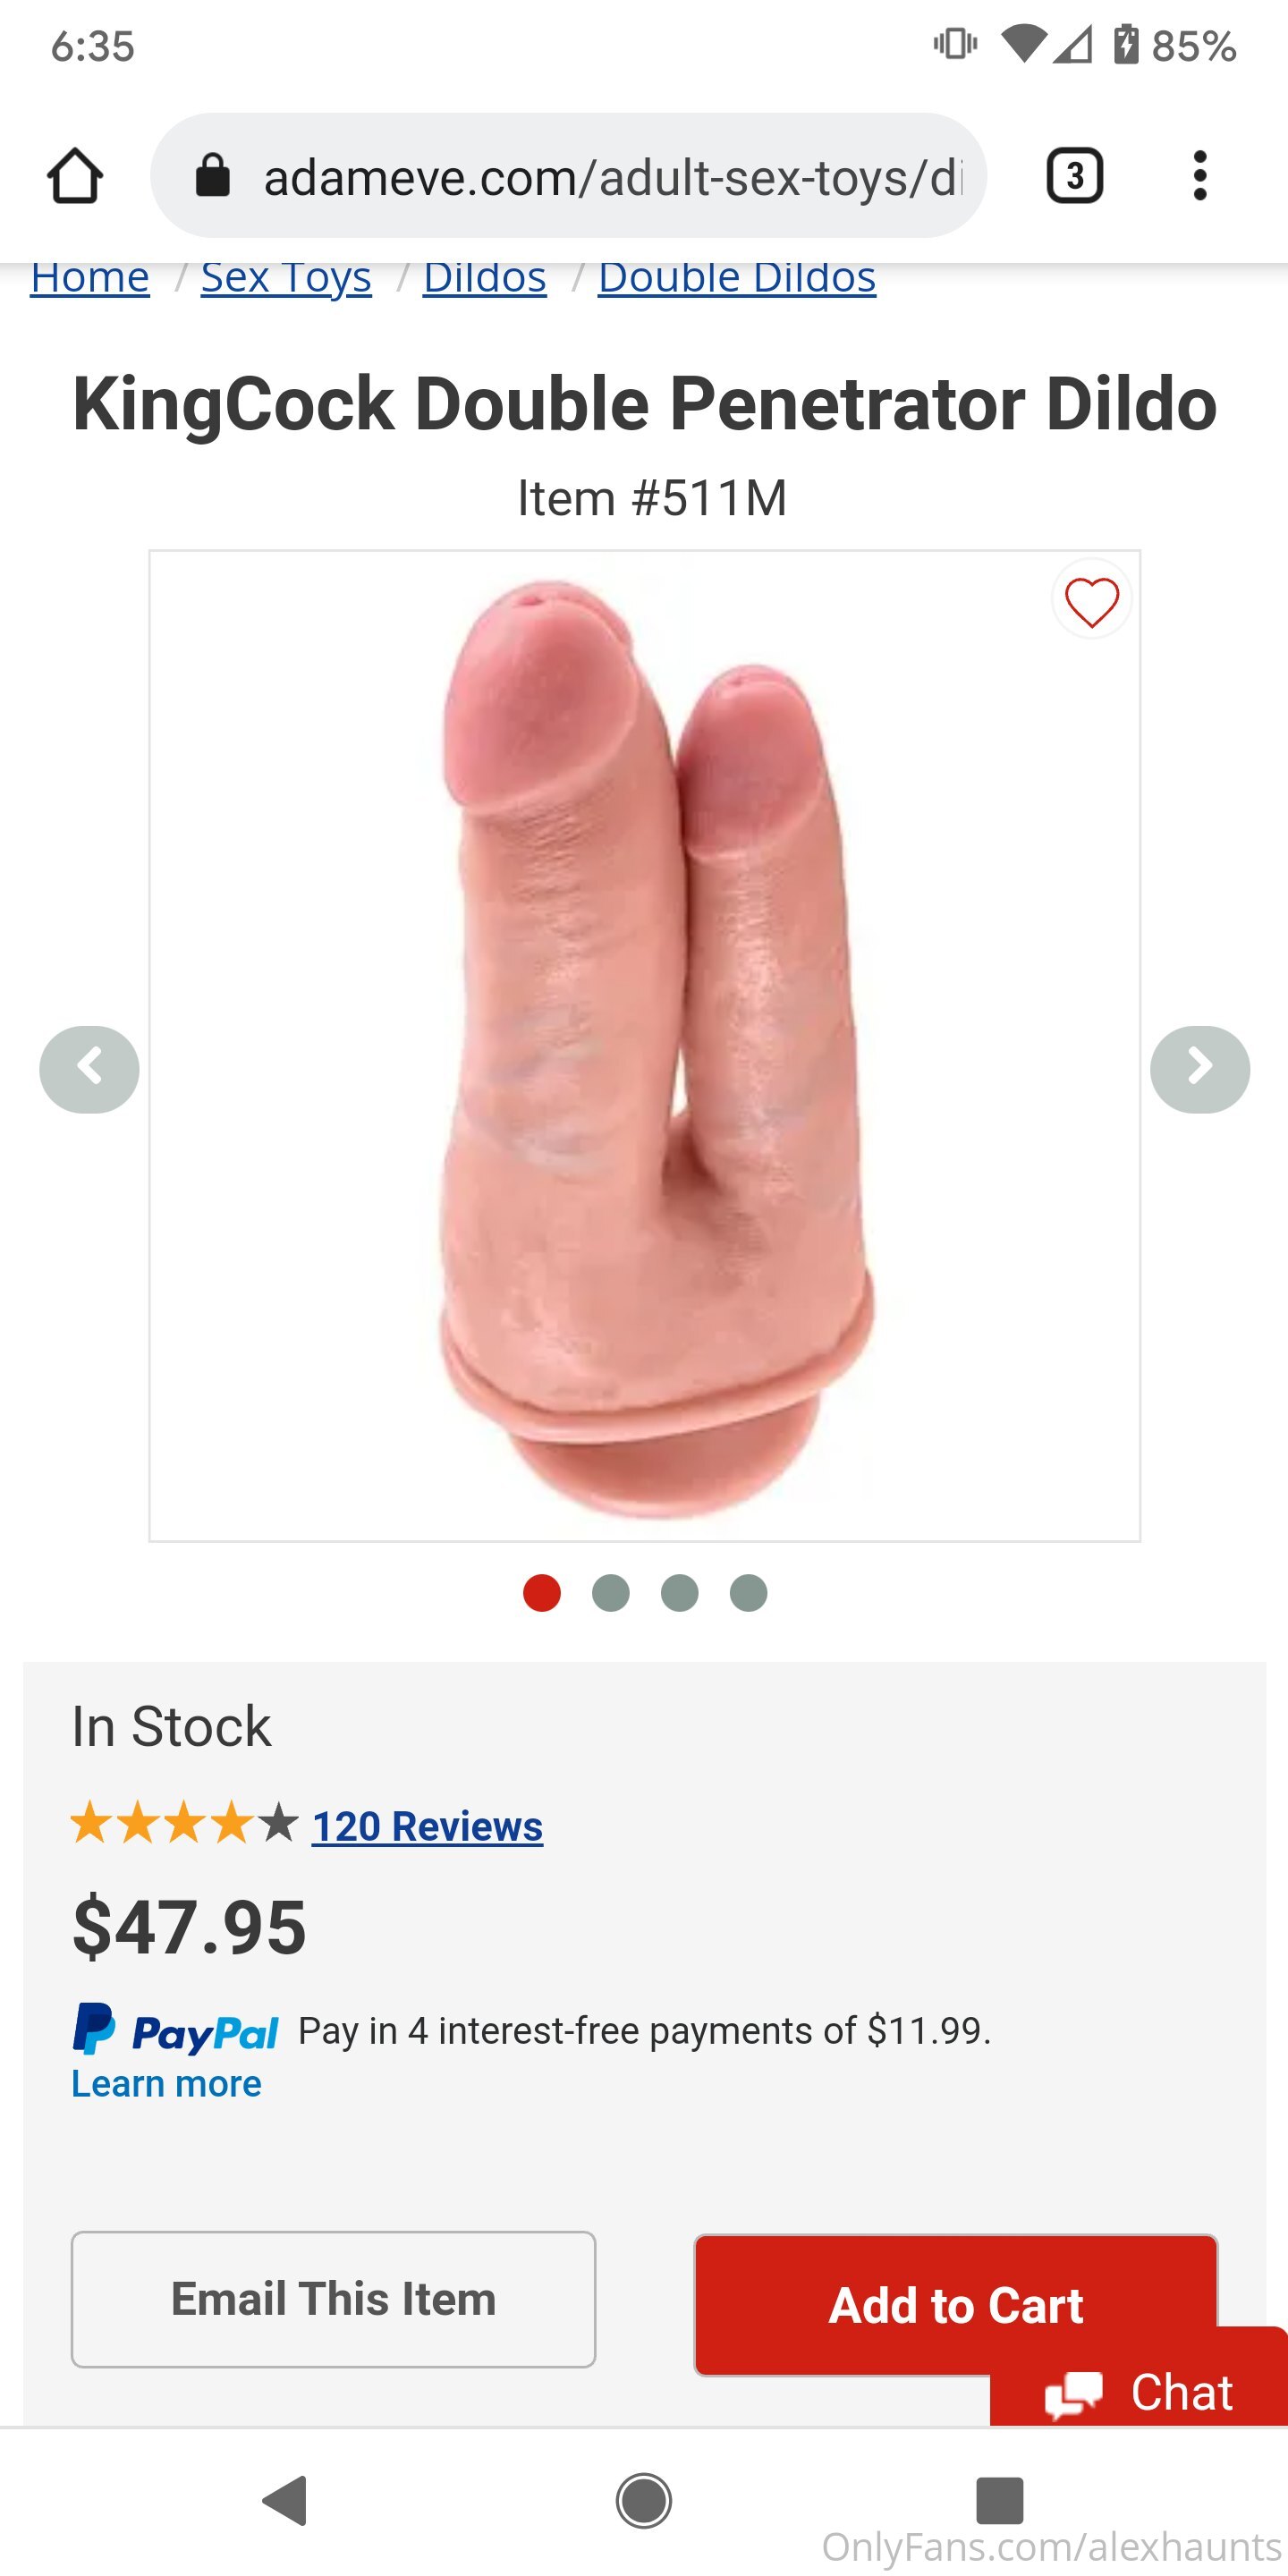 6:35
85%
adameve.com/adult-sex-toys/di
3
Home / Sex Toys / Dildos / Double Dildos
KingCock Double Penetrator Dildo
Item #511M
In Stock
120 Reviews
$47.95
PayPal Pay in 4 interest-free payments of $11.99.
Learn more
Email This Item
Add to Cart
Chat
OnlyFans.com/alexhaunts